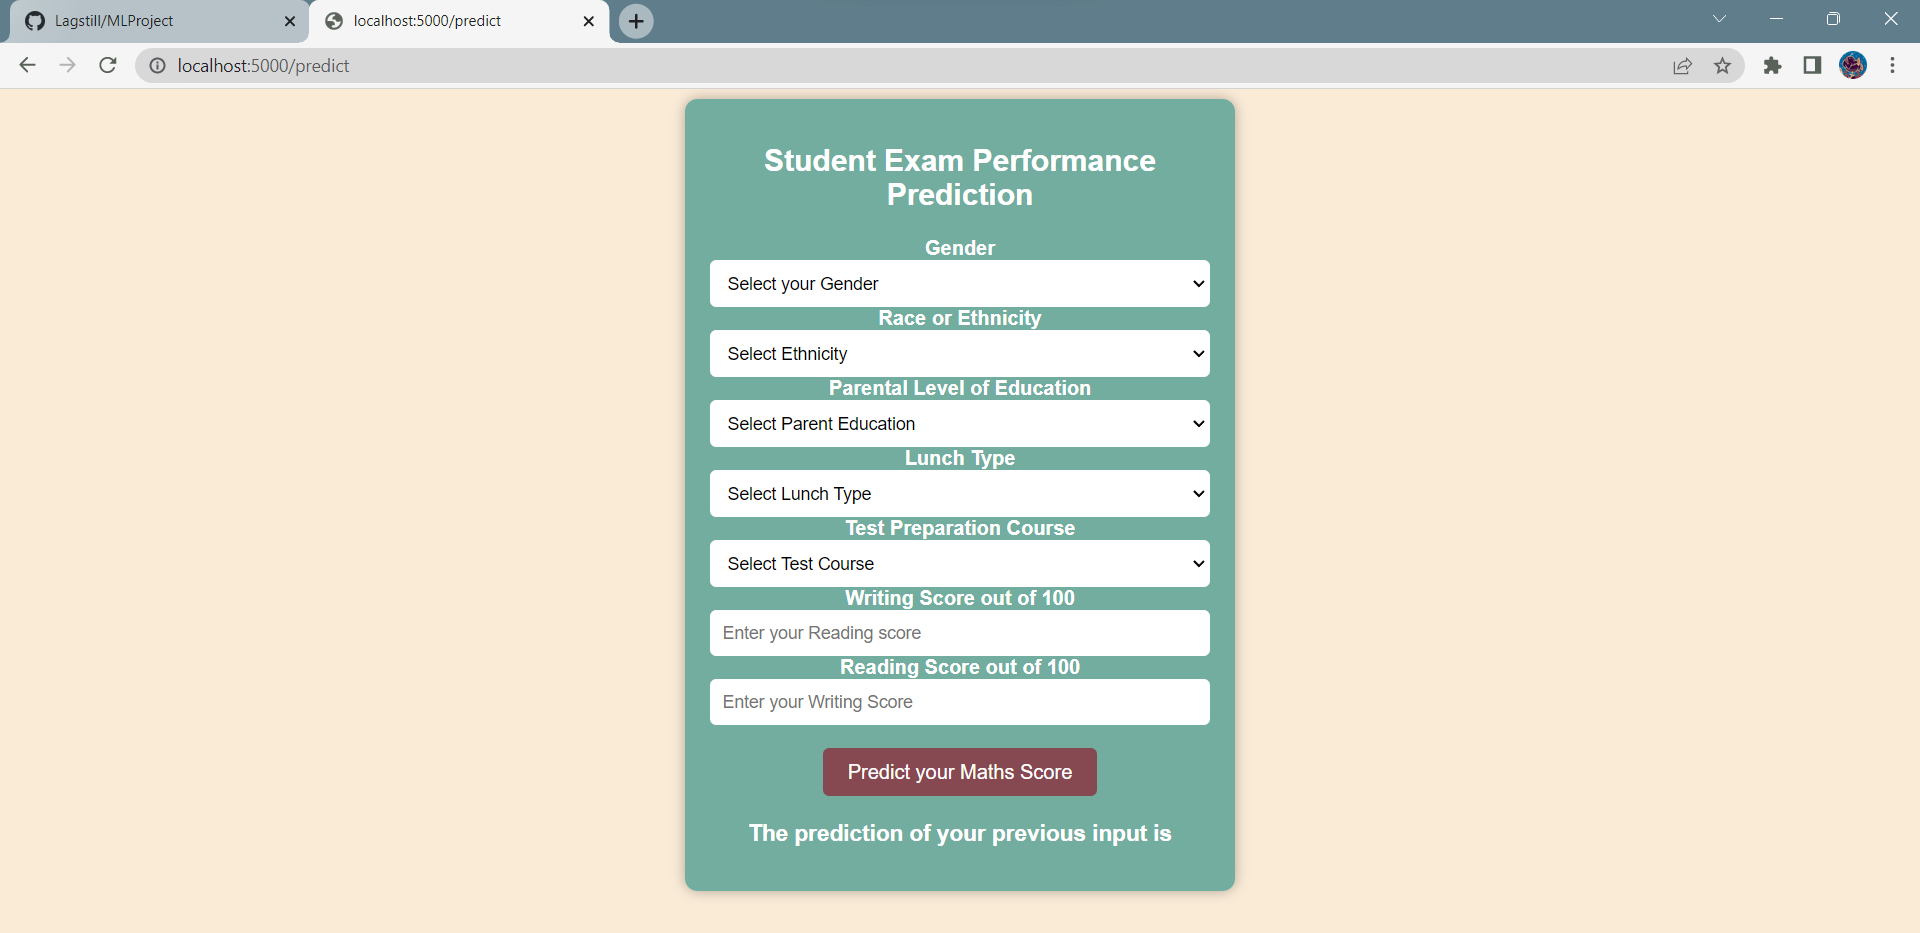 Lagstill/MLProject
localhost:5000/predict
localhost:5000/predict
Student Exam Performance
Prediction
Gender
Select your Gender
Race or Ethnicity
Select Ethnicity
Parental Level of Education
Select Parent Education
Lunch Type
Select Lunch Type
Test Preparation Course
Select Test Course
Writing Score out of 100
Enter your Reading score
Reading Score out of 100
Enter your Writing Score
Predict your Maths Score
The prediction of your previous input is